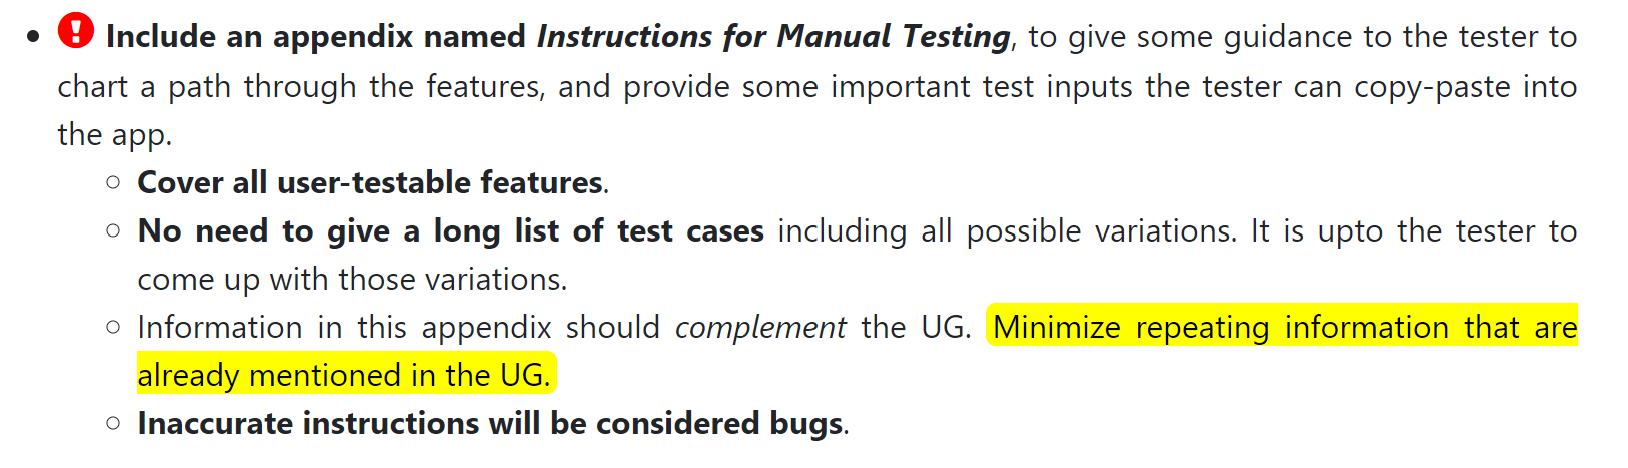 Include an appendix named Instructions for Manual Testing, to give some guidance to the tester to
chart a path through the features, and provide some important test inputs the tester can copy-paste into
the app.
Cover all user-testable features.
No need to give a long list of test cases including all possible variations. It is upto the tester to
come up with those variations.
Information in this appendix should complement the UG. Minimize repeating information that are
already mentioned in the UG.
Inaccurate instructions will be considered bugs.